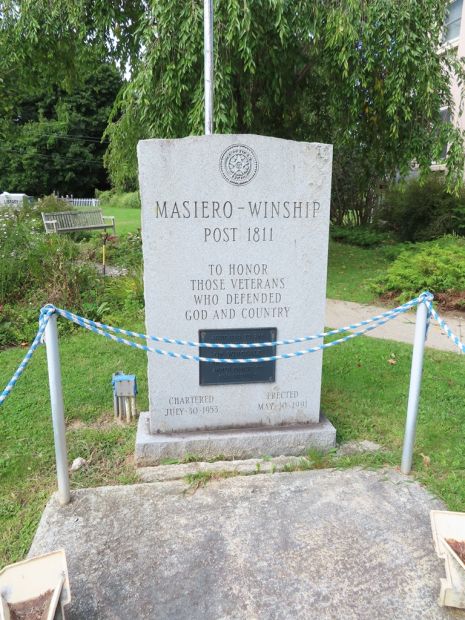 MASIERO-WINSHIP
POST 1811
TO HONOR
THOSE VETERANS
WHO DEFENDED
GOD AND COUNTRY
CHARTERED
JULY-30-1953
ERECTED
MAY-30-1991